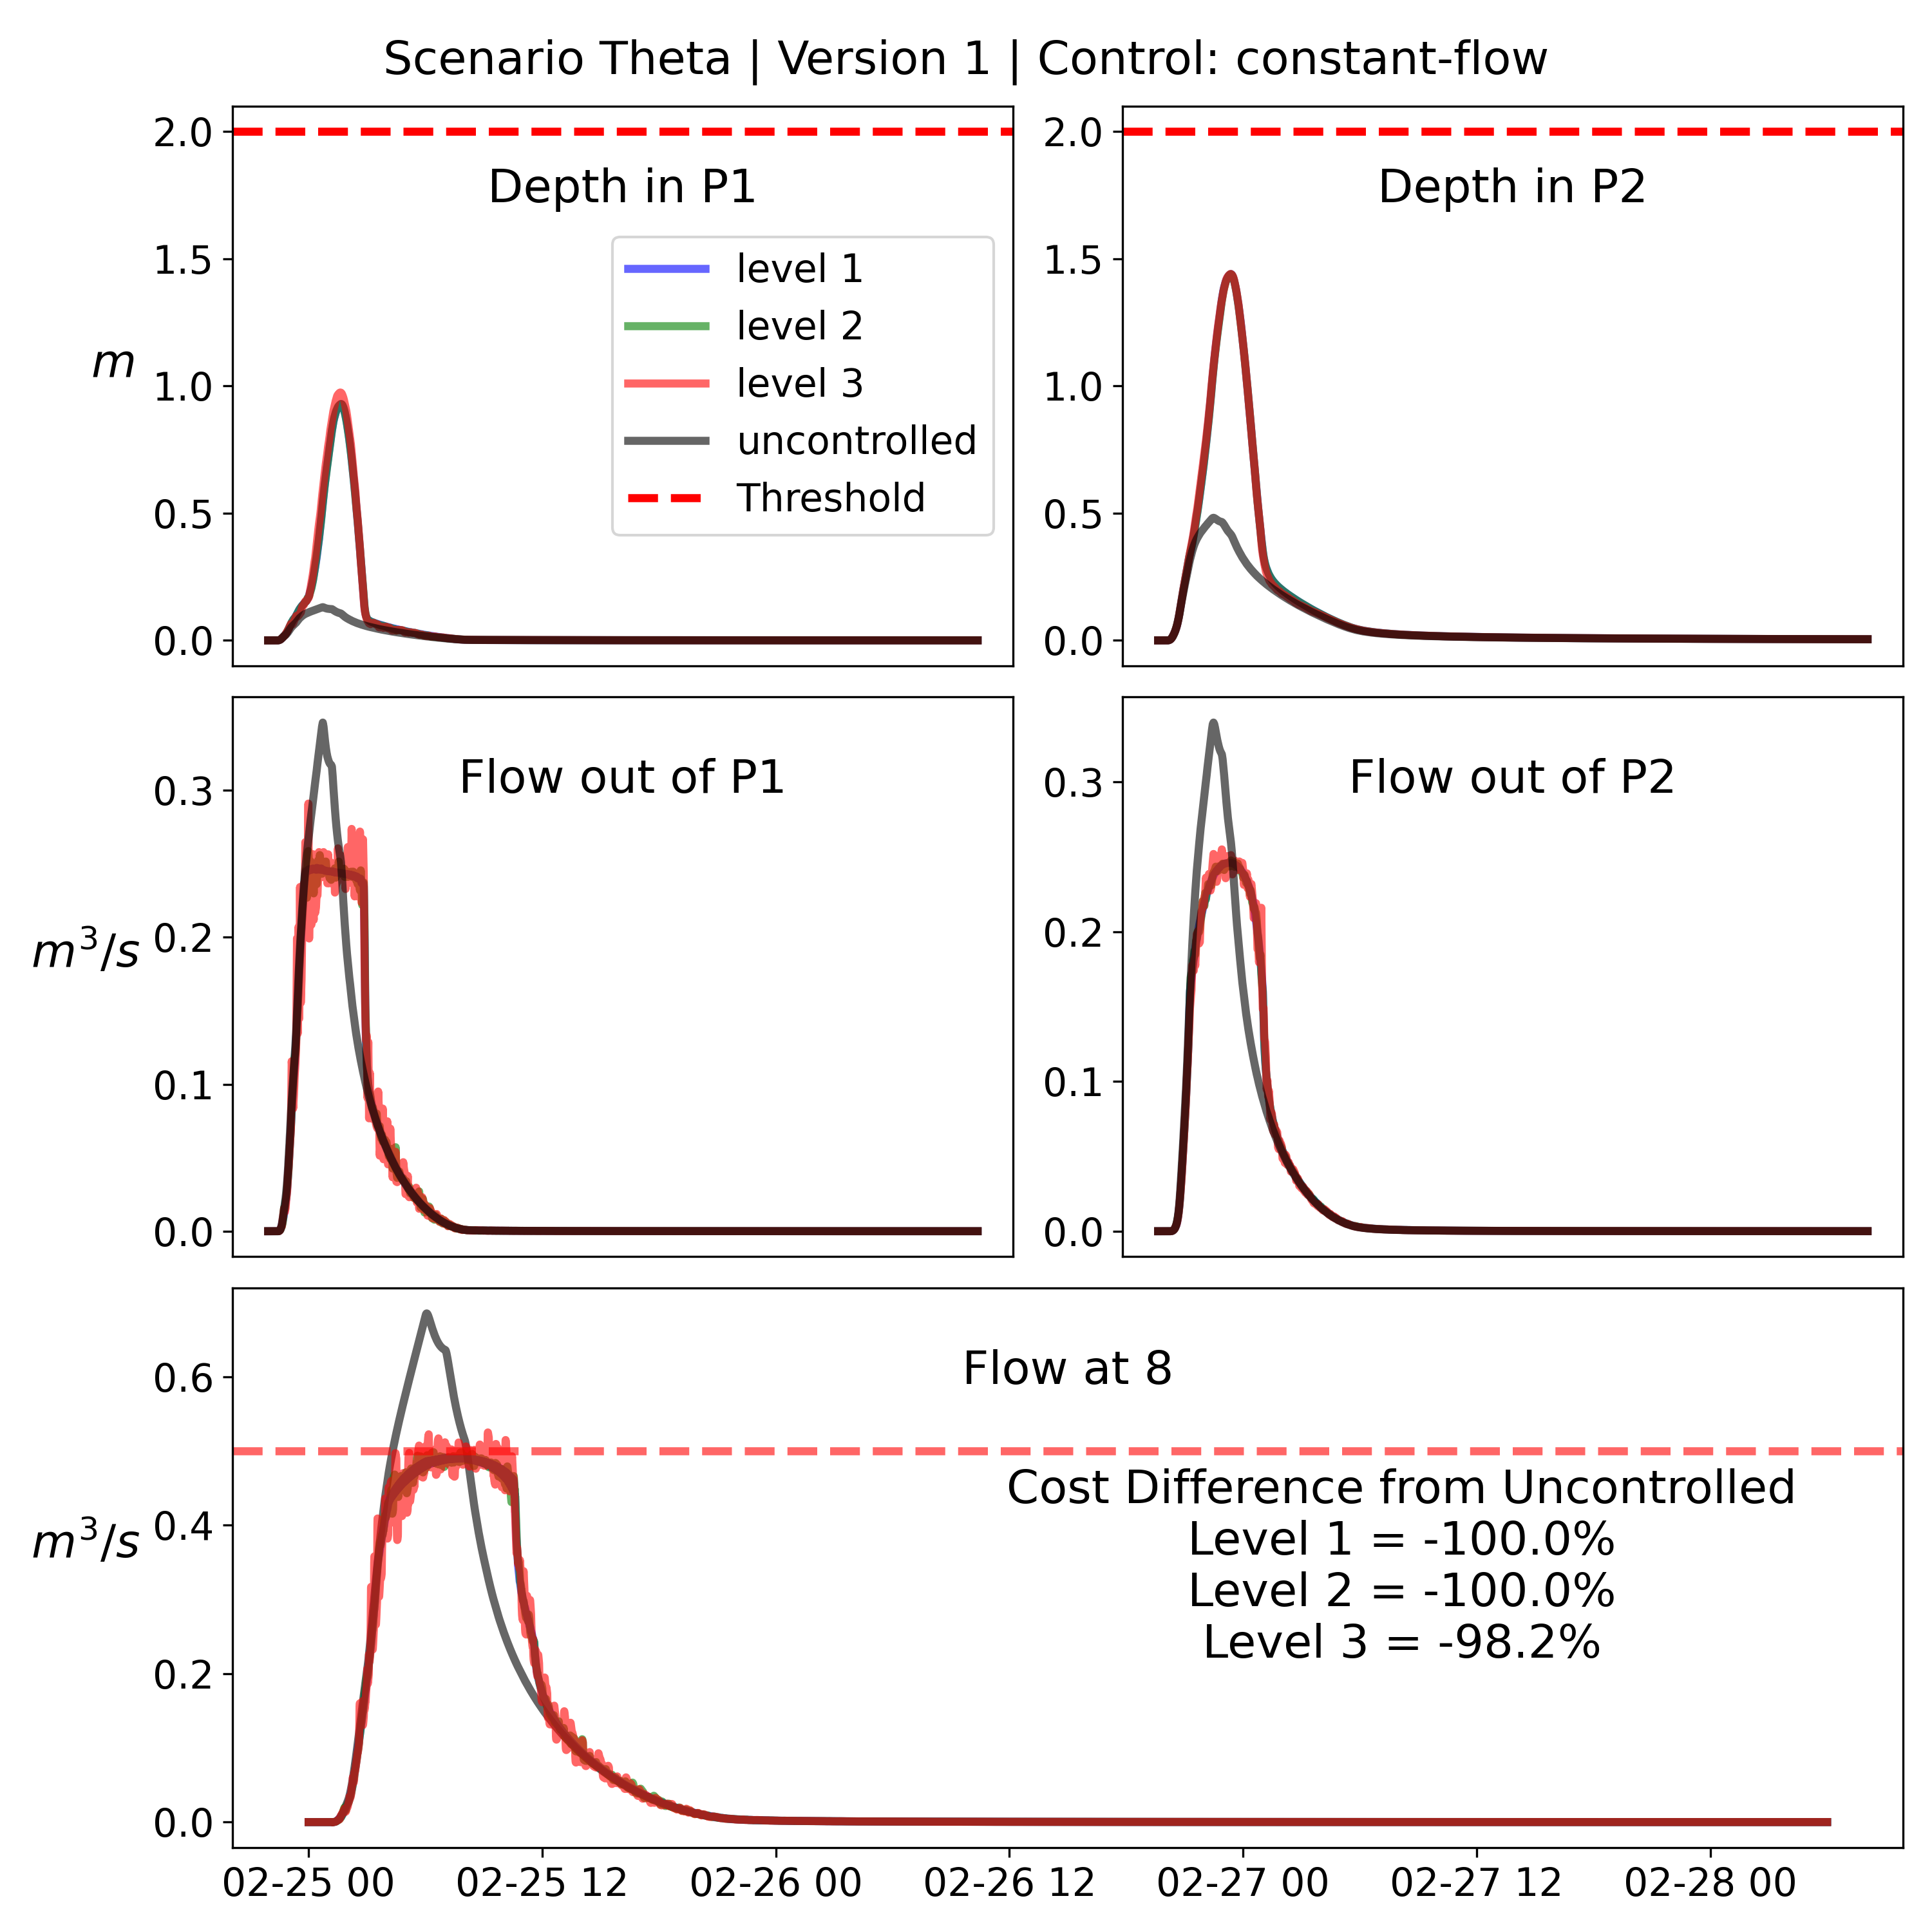 Scenario Theta | Version 1 | Control: constant-flow
2.0
1.5
1.0
0.5
0.0
m
Depth in P1
level 1
level 2
level 3
uncontrolled
Threshold
2.0
1.5
1.0
0.5
0.0
Depth in P2
0.3
0.2
0.1
0.0
m³/s
Flow out of P1
0.3
0.2
0.1
0.0
Flow out of P2
0.6
0.4
0.2
0.0
m³/s
Flow at 8
Cost Difference from Uncontrolled
Level 1 = -100.0%
Level 2 = -100.0%
Level 3 = -98.2%
02-25 00 02-25 12 02-26 00 02-26 12 02-27 00 02-27 12 02-28 00